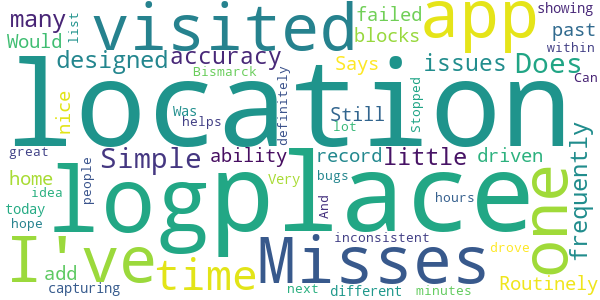 many
list
visited
app
failed
showing
Would
designed
accuracy
blocks
past
within
nice
Bismarck
definitely
Says
issues
Does
Can
location
Was
helps
Still
lot
Stopped
great
Simple
ability
record
little
driven
frequently
home
people
logplace
Very
bugs
idea
today
And
hours
one
hope
I've
Misses
inconsistent
drove
add
time
Routinely
capturing
next
different
minutes